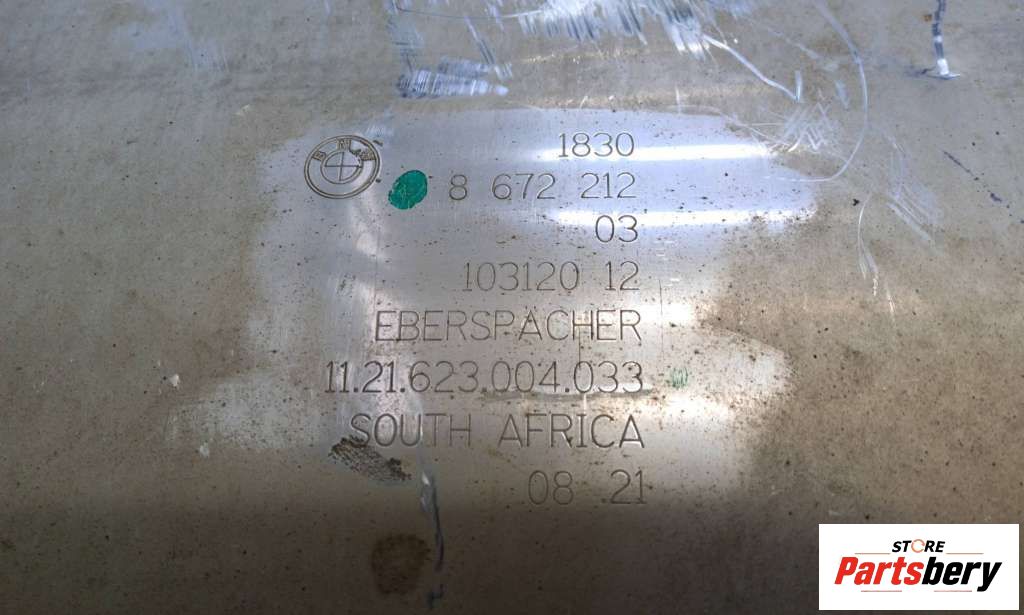 BMW
1830
8 672 212
03
103120 12
EBERSPACHER
11.21.623.004.033
SOUTH AFRICA
08 .21
STORE
Partsbery